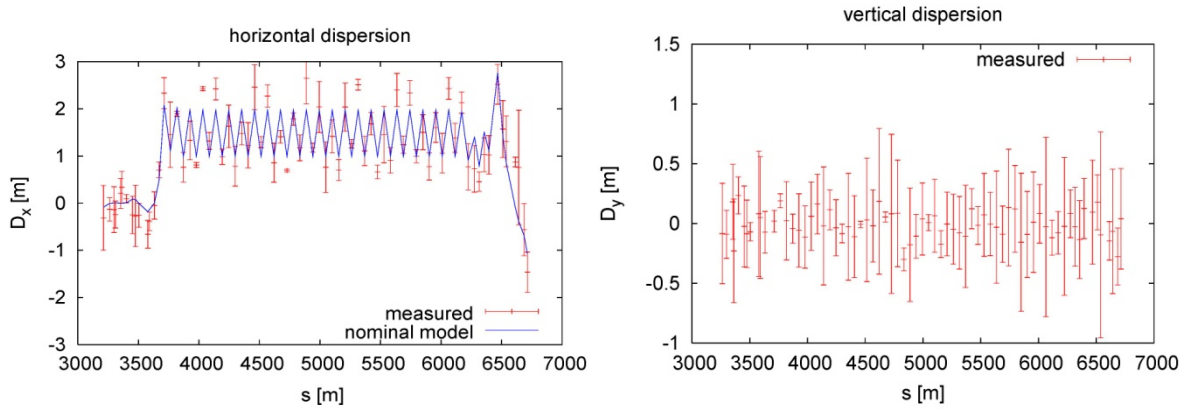 horizontal dispersion
3
2
1
0
-1
-2
-3
D_x [m]
measured
nominal model
3000 3500 4000 4500 5000 5500 6000 6500 7000
s [m]
vertical dispersion
1.5
1
0.5
0
-0.5
-1
D_y [m]
measured
3000 3500 4000 4500 5000 5500 6000 6500 7000
s [m]